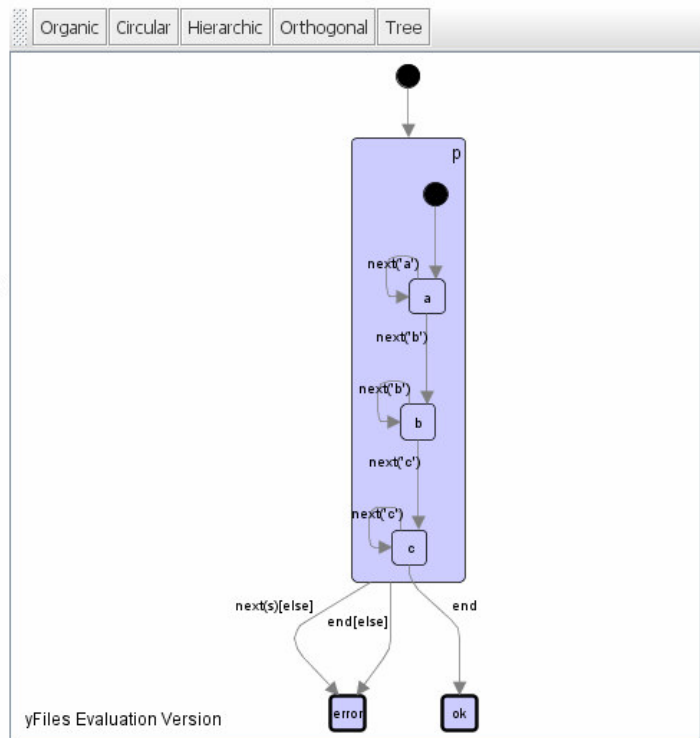 Organic Circular Hierarchic Orthogonal Tree
p
next('a')
a
next('b')
next('b')
b
next('c')
next('c')
c
next(s)[else]
end[else]
end
error
ok
yFiles Evaluation Version